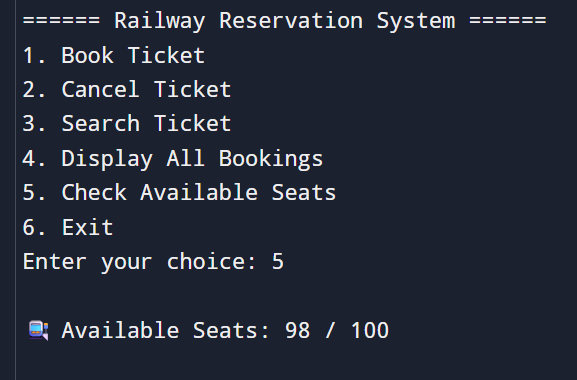 ====== Railway Reservation System ======
1. Book Ticket
2. Cancel Ticket
3. Search Ticket
4. Display All Bookings
5. Check Available Seats
6. Exit
Enter your choice: 5
Available Seats: 98 / 100